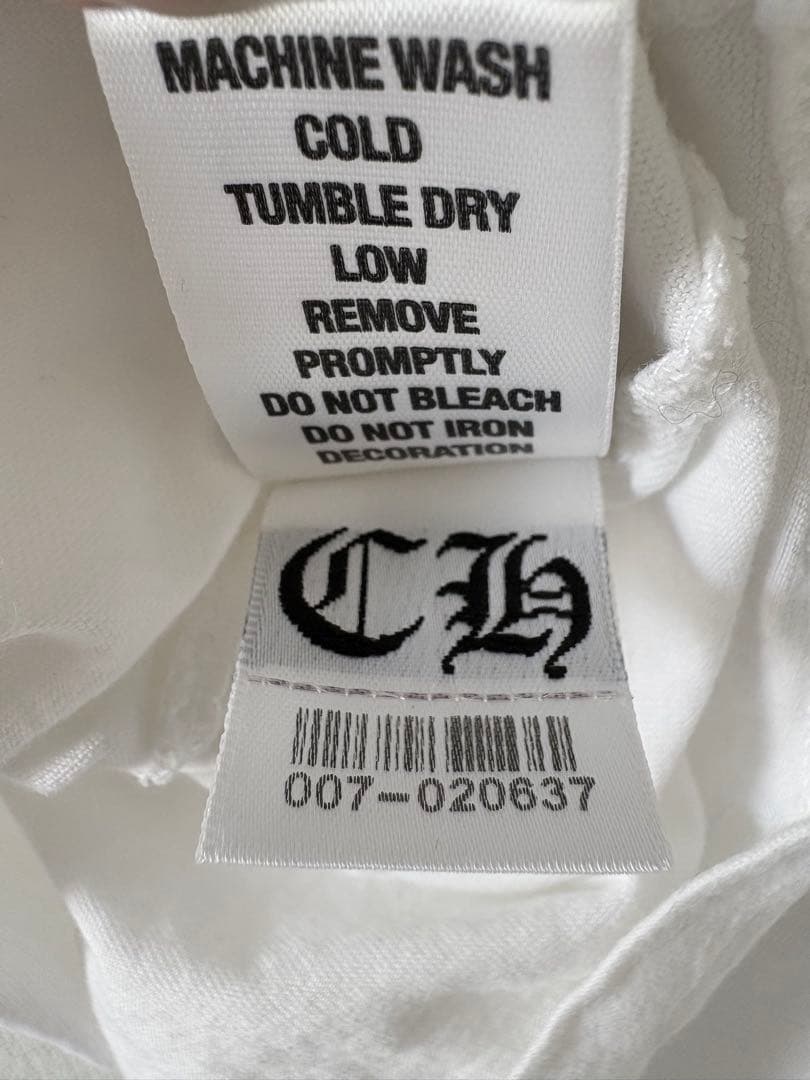 MACHINE WASH
COLD
TUMBLE DRY
LOW
REMOVE
PROMPTLY
DO NOT BLEACH
DO NOT IRON
DECORATION
CH
007-020637